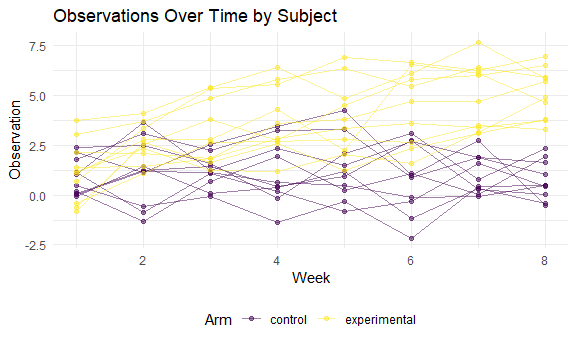 Observations Over Time by Subject
7.5
5.0
2.5
0.0
-2.5
Observation
2
4
6
8
Week
Arm control experimental